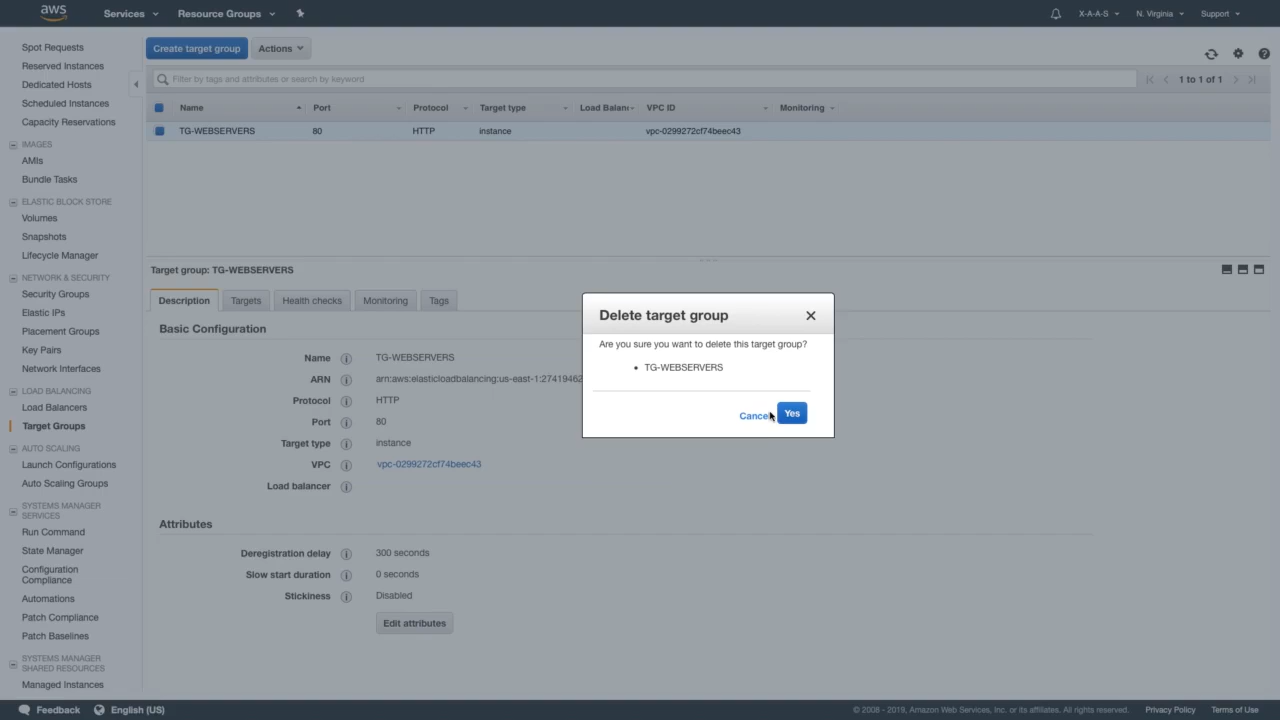 aws Services Resource Groups X-A-A-S N. Virginia Support
Spot Requests
Reserved Instances
Dedicated Hosts
Scheduled Instances
Capacity Reservations
IMAGES
AMIs
Bundle Tasks
ELASTIC BLOCK STORE
Volumes
Snapshots
Lifecycle Manager
NETWORK & SECURITY
Security Groups
Elastic IPs
Placement Groups
Key Pairs
Network Interfaces
LOAD BALANCING
Load Balancers
Target Groups
AUTO SCALING
Launch Configurations
Auto Scaling Groups
SYSTEMS MANAGER
SERVICES
Run Command
State Manager
Configuration
Compliance
Automations
Patch Compliance
Patch Baselines
SYSTEMS MANAGER
SHARED RESOURCES
Managed Instances
Create target group Actions
Filter by tags and attributes or search by keyword 1 to 1 of 1
Name Port Protocol Target type Load Balan VPC ID Monitoring
TG-WEBSERVERS 80 HTTP instance vpc-0299272cf74beec43
Target group: TG-WEBSERVERS
Description Targets Health checks Monitoring Tags
Basic Configuration
Name TG-WEBSERVERS
ARN arn:aws:elasticloadbalancing:us-east-1:27419462
Protocol HTTP
Port 80
Target type instance
VPC vpc-0299272cf74beec43
Load balancer
Attributes
Deregistration delay 300 seconds
Slow start duration 0 seconds
Stickiness Disabled
Edit attributes
Delete target group
Are you sure you want to delete this target group?
• TG-WEBSERVERS
Cancel Yes
Feedback English (US) © 2008 - 2019, Amazon Web Services, Inc. or its affiliates. All rights reserved. Privacy Policy Terms of Use